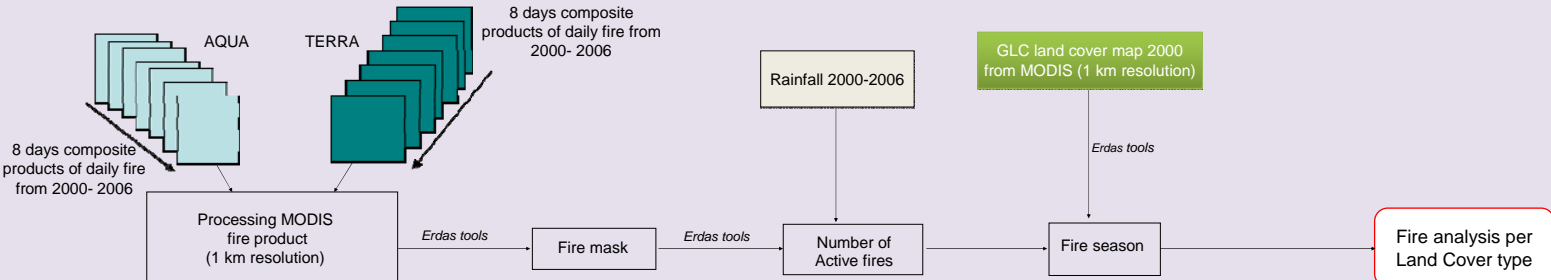 AQUA
TERRA
8 days composite
products of daily fire from
2000- 2006
8 days composite
products of daily fire
from 2000- 2006
Rainfall 2000-2006
GLC land cover map 2000
from MODIS (1 km resolution)
Erdas tools
Processing MODIS
fire product
(1 km resolution)
Erdas tools
Fire mask
Erdas tools
Number of
Active fires
Fire season
Fire analysis per
Land Cover type